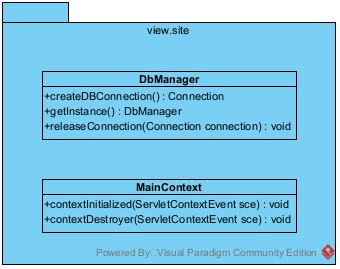 view.site
DbManager
+createDBConnection() : Connection
+getInstance() : DbManager
+releaseConnection(Connection connection) : void
MainContext
+contextInitialized(ServletContextEvent sce) : void
+contextDestroyer(ServletContextEvent sce) : void
Powered By: Visual Paradigm Community Edition